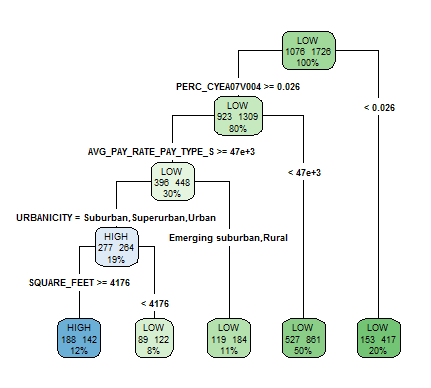 LOW
1076 1726
100%
PERC_CYEA07V004 >= 0.026
< 0.026
LOW
923 1309
80%
AVG_PAY_RATE_PAY_TYPE_S >= 47e+3
< 47e+3
LOW
396 448
30%
URBANICITY = Suburban,Superurban,Urban
Emerging suburban,Rural
HIGH
277 264
19%
SQUARE_FEET >= 4176
< 4176
HIGH
188 142
12%
LOW
89 122
8%
LOW
119 184
11%
LOW
527 861
50%
LOW
153 417
20%